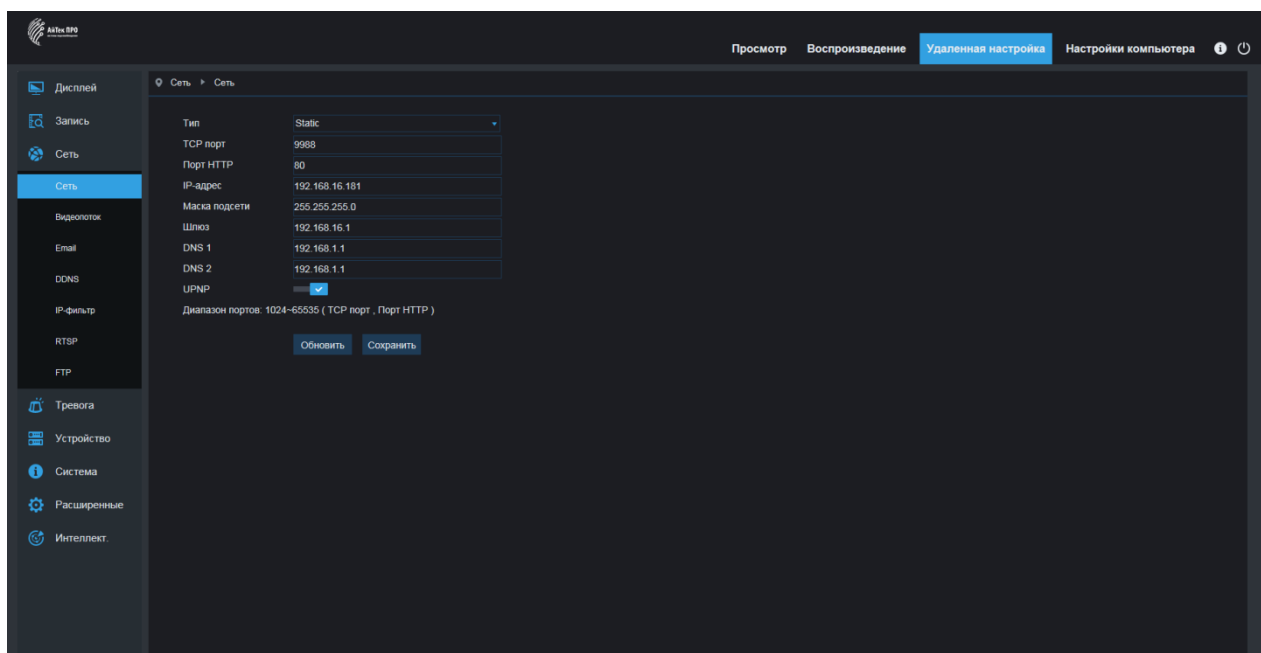 АйТек ПРО
Просмотр Воспроизведение Удаленная настройка Настройки компьютера
Дисплей
Запись
Сеть
Сеть
Видеопоток
Email
DDNS
IP-фильтр
RTSP
FTP
Тревога
Устройство
Система
Расширенные
Интеллект.
Сеть Сеть
Тип Static
TCP порт 9988
Порт HTTP 80
IP-адрес 192.168.16.181
Маска подсети 255.255.255.0
Шлюз 192.168.16.1
DNS 1 192.168.1.1
DNS 2 192.168.1.1
UPNP
Диапазон портов: 1024~65535 ( TCP порт , Порт HTTP )
Обновить Сохранить